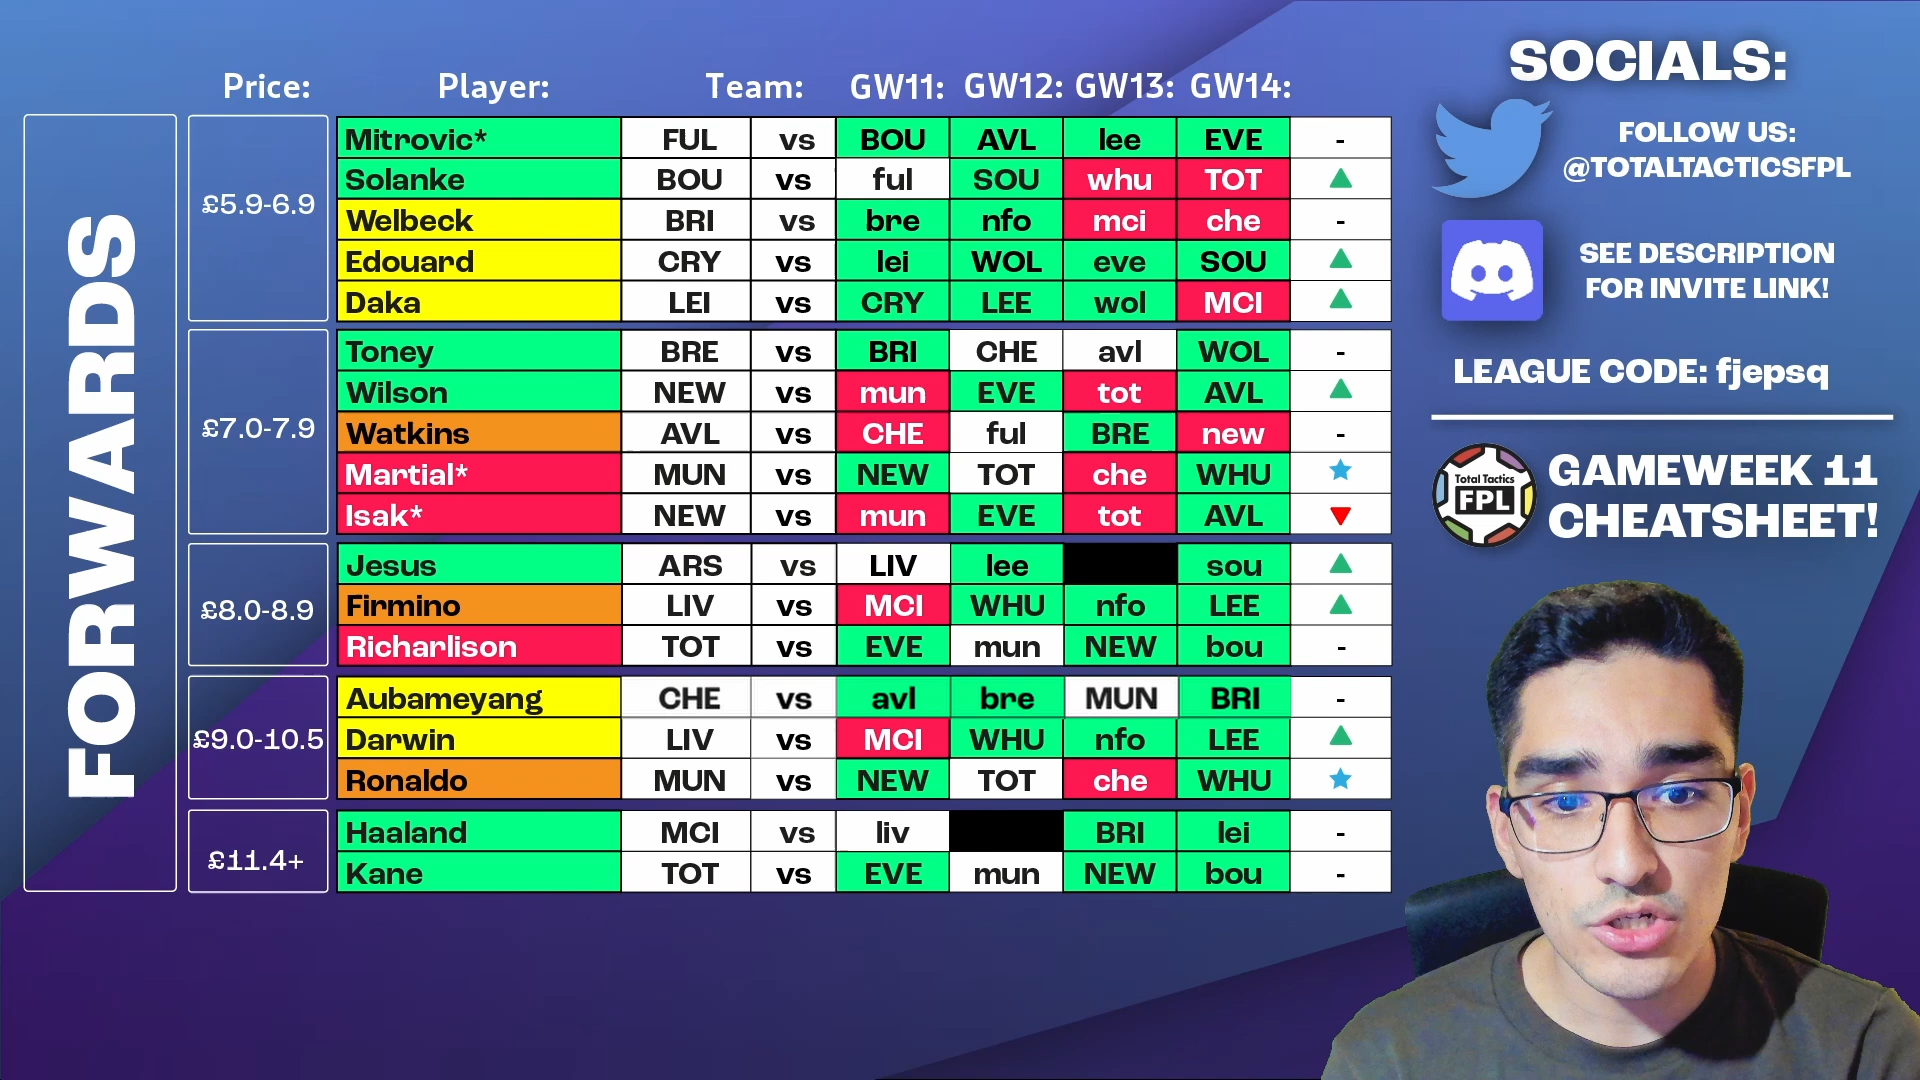 Price: Player: Team: GW11: GW12: GW13: GW14:
FORWARDS
£5.9-6.9
Mitrovic* FUL vs BOU AVL lee EVE -
Solanke BOU vs ful SOU whu TOT
Welbeck BRI vs bre nfo mci che -
Edouard CRY vs lei WOL eve SOU
Daka LEI vs CRY LEE wol MCI
£7.0-7.9
Toney BRE vs BRI CHE avl WOL -
Wilson NEW vs mun EVE tot AVL
Watkins AVL vs CHE ful BRE new -
Martial* MUN vs NEW TOT che WHU
Isak* NEW vs mun EVE tot AVL
£8.0-8.9
Jesus ARS vs LIV lee sou
Firmino LIV vs MCI WHU nfo LEE
Richarlison TOT vs EVE mun NEW bou -
£9.0-10.5
Aubameyang CHE vs avl bre MUN BRI -
Darwin LIV vs MCI WHU nfo LEE
Ronaldo MUN vs NEW TOT che WHU
£11.4+
Haaland MCI vs liv BRI lei -
Kane TOT vs EVE mun NEW bou -
SOCIALS:
FOLLOW US:
@TOTALTACTICSFPL
SEE DESCRIPTION
FOR INVITE LINK!
LEAGUE CODE: fjepsq
Total Tactics
FPL
GAMEWEEK 11
CHEATSHEET!